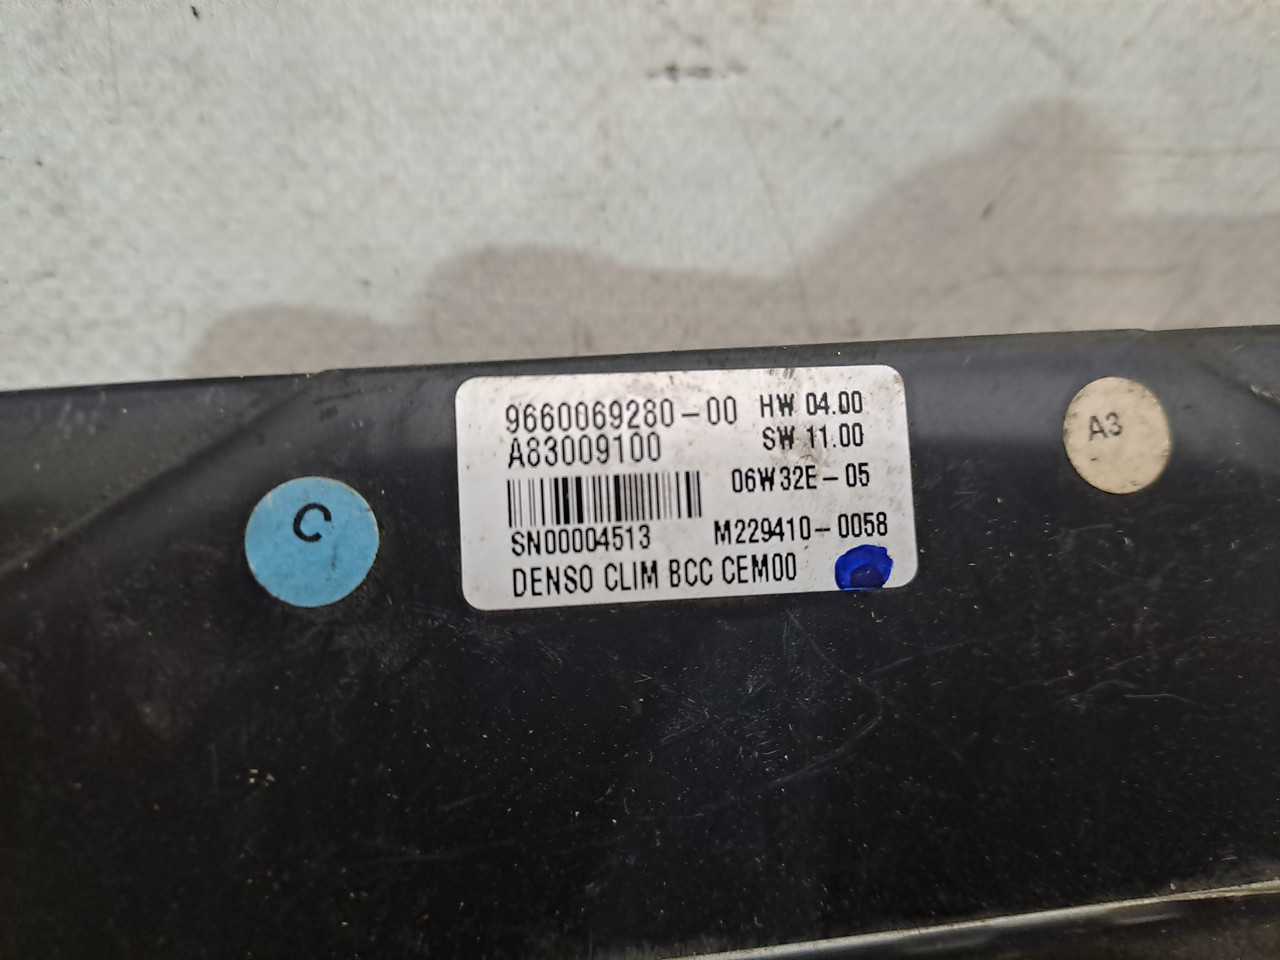 9660069280-00 HW 04.00
A83009100 SW 11.00
06W32E-05
SN00004513 M229410-0058
DENSO CLIM BCC CEM00
C
A3